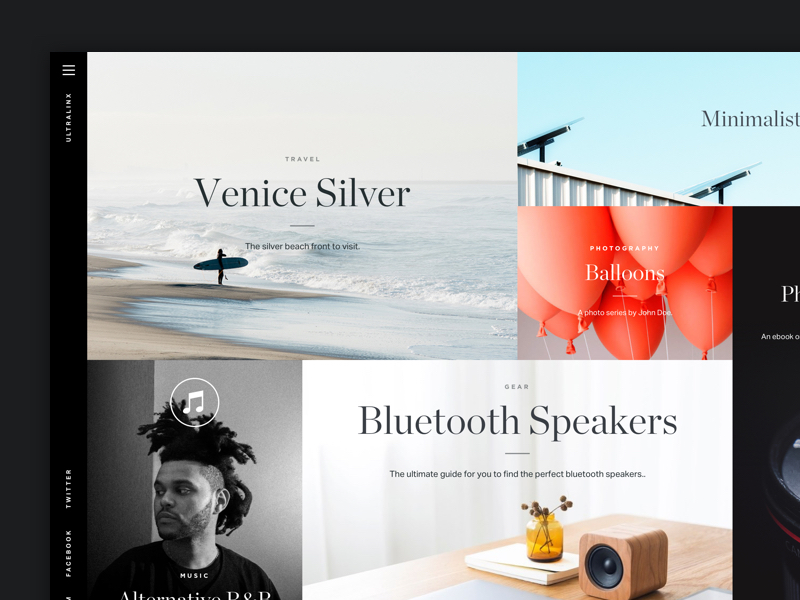 ULTRALINX
TRAVEL
Venice Silver
The silver beach front to visit.
Minimalist
PHOTOGRAPHY
Balloons
A photo series by John Doe.
Ph
An ebook o
GEAR
Bluetooth Speakers
The ultimate guide for you to find the perfect bluetooth speakers..
MUSIC
Alternative R&B
TWITTER
FACEBOOK
M